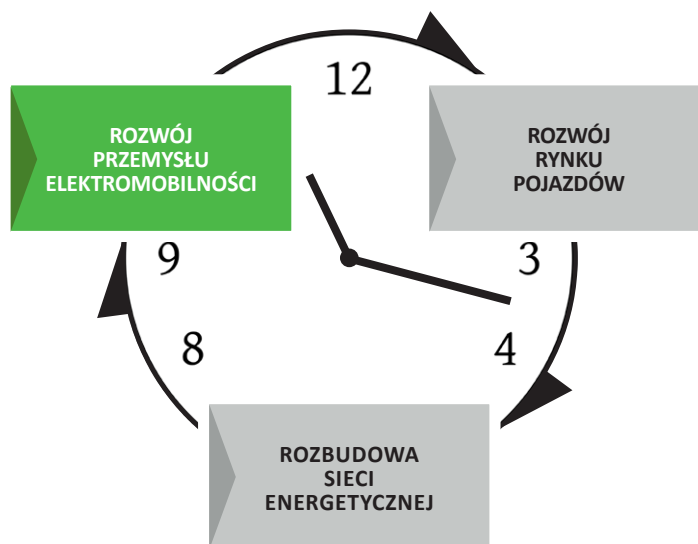 12
ROZWÓJ
PRZEMYSŁU
ELEKTROMOBILNOŚCI
ROZWÓJ
RYNKU
POJAZDÓW
9
3
8
4
ROZBUDOWA
SIECI
ENERGETYCZNEJ